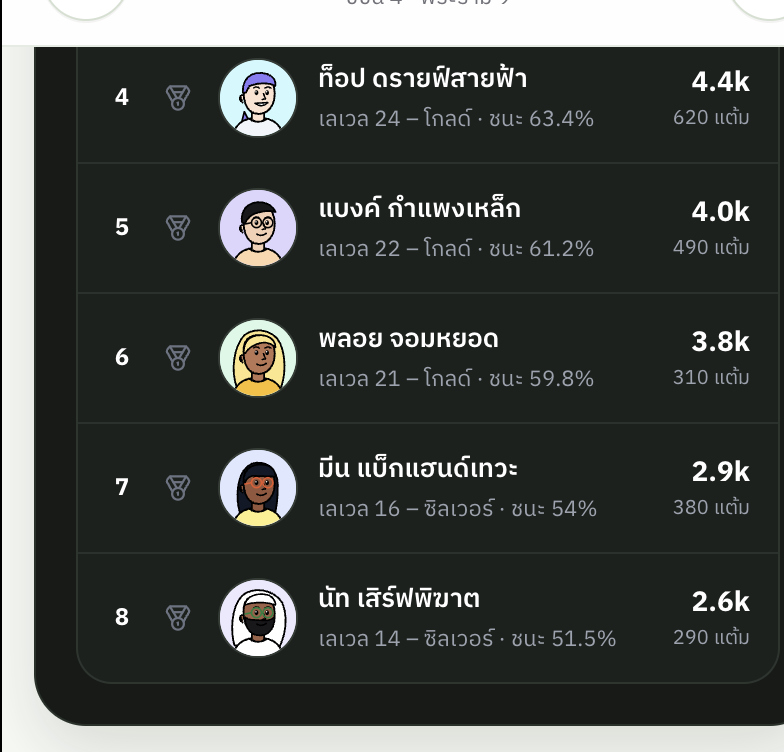 4
ท็อป ดรายฟ์สายฟ้า
4.4k
เลเวล 24 – โกลด์ · ชนะ 63.4%
620 แต้ม
5
แบงค์ กำแพงเหล็ก
4.0k
เลเวล 22 – โกลด์ · ชนะ 61.2%
490 แต้ม
6
พลอย จอมหยอด
3.8k
เลเวล 21 – โกลด์ · ชนะ 59.8%
310 แต้ม
7
มีน แบ็กแฮนด์เทวะ
2.9k
เลเวล 16 – ซิลเวอร์ · ชนะ 54%
380 แต้ม
8
นัท เสิร์ฟพิฆาต
2.6k
เลเวล 14 – ซิลเวอร์ · ชนะ 51.5%
290 แต้ม